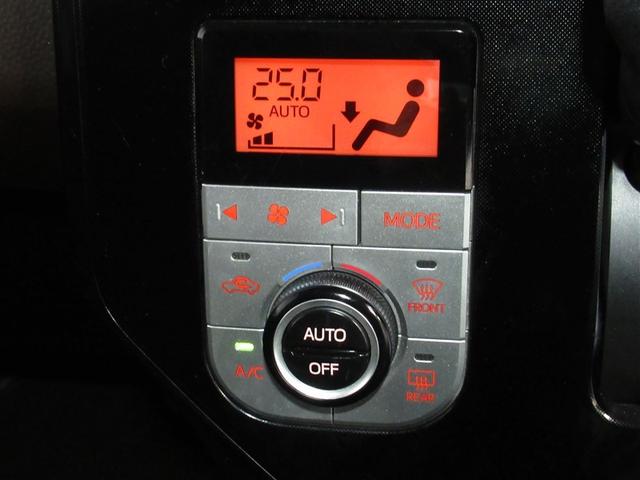 25.0
AUTO
MODE
FRONT
AUTO
OFF
A/C
REAR